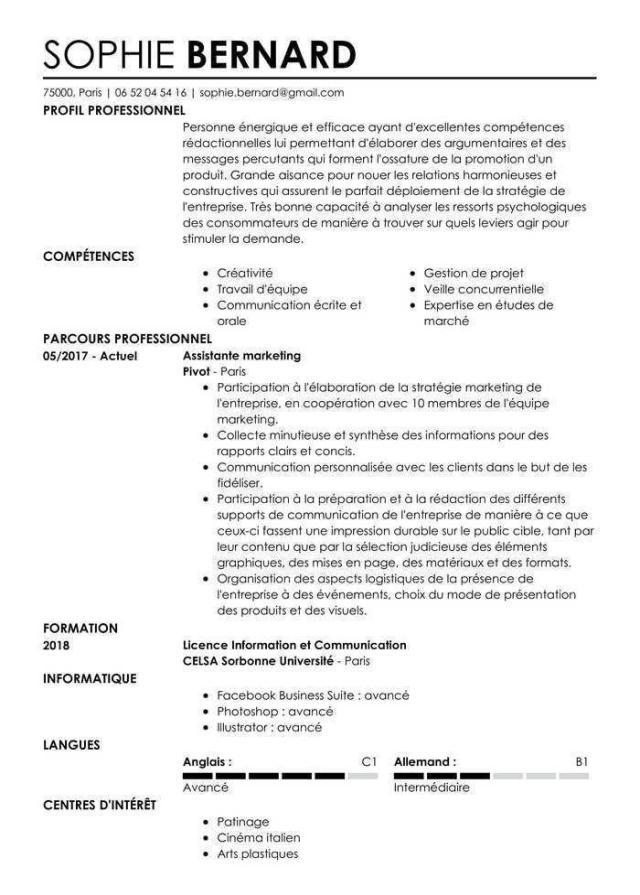 SOPHIE BERNARD
75000, Paris | 06 52 04 54 16 | sophie.bernard@gmail.com
PROFIL PROFESSIONNEL
Personne énergique et efficace ayant d'excellentes compétences
rédactionnelles lui permettant d'élaborer des argumentaires et des
messages percutants qui forment l'ossature de la promotion d'un
produit. Grande aisance pour nouer les relations harmonieuses et
constructives qui assurent le parfait déploiement de la stratégie de
l'entreprise. Très bonne capacité à analyser les ressorts psychologiques
des consommateurs de manière à trouver sur quels leviers agir pour
stimuler la demande.
COMPÉTENCES
• Créativité
• Travail d'équipe
• Communication écrite et
orale
• Gestion de projet
• Veille concurrentielle
• Expertise en études de
marché
PARCOURS PROFESSIONNEL
05/2017 - Actuel Assistante marketing
Pivot - Paris
• Participation à l'élaboration de la stratégie marketing de
l'entreprise, en coopération avec 10 membres de l'équipe
marketing.
• Collecte minutieuse et synthèse des informations pour des
rapports clairs et concis.
• Communication personnalisée avec les clients dans le but de les
fidéliser.
• Participation à la préparation et à la rédaction des différents
supports de communication de l'entreprise de manière à ce que
ceux-ci fassent une impression durable sur le public cible, tant par
leur contenu que par la sélection judicieuse des éléments
graphiques, des mises en page, des matériaux et des formats.
• Organisation des aspects logistiques de la présence de
l'entreprise à des événements, choix du mode de présentation
des produits et des visuels.
FORMATION
2018 Licence Information et Communication
CELSA Sorbonne Université - Paris
INFORMATIQUE
• Facebook Business Suite : avancé
• Photoshop : avancé
• Illustrator : avancé
LANGUES
Anglais : C1
Avancé
Allemand : B1
Intermédiaire
CENTRES D'INTÉRÊT
• Patinage
• Cinéma italien
• Arts plastiques